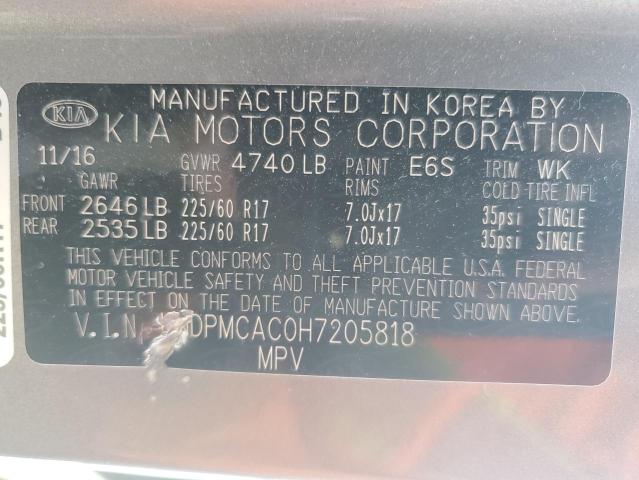 KIA
MANUFACTURED IN KOREA BY
KIA MOTORS CORPORATION
11/16 GVWR 4740 LB PAINT E6S TRIM WK
GAWR TIRES RIMS COLD TIRE INFL
FRONT 2646 LB 225/60 R17 7.0Jx17 35psi SINGLE
REAR 2535 LB 225/60 R17 7.0Jx17 35psi SINGLE
THIS VEHICLE CONFORMS TO ALL APPLICABLE U.S.A. FEDERAL
MOTOR VEHICLE SAFETY AND THEFT PREVENTION STANDARDS
IN EFFECT ON THE DATE OF MANUFACTURE SHOWN ABOVE.
V.I.N DPMCAC0H7205818
MPV